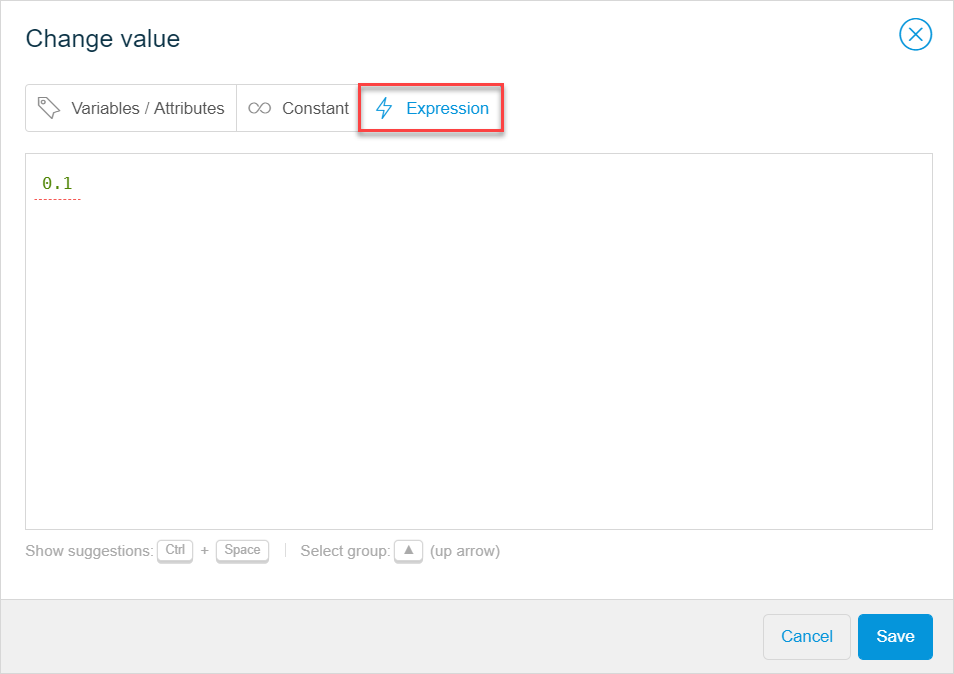 Change value
Variables / Attributes Constant Expression
0.1
Show suggestions: Ctrl + Space Select group: ▲ (up arrow)
Cancel Save